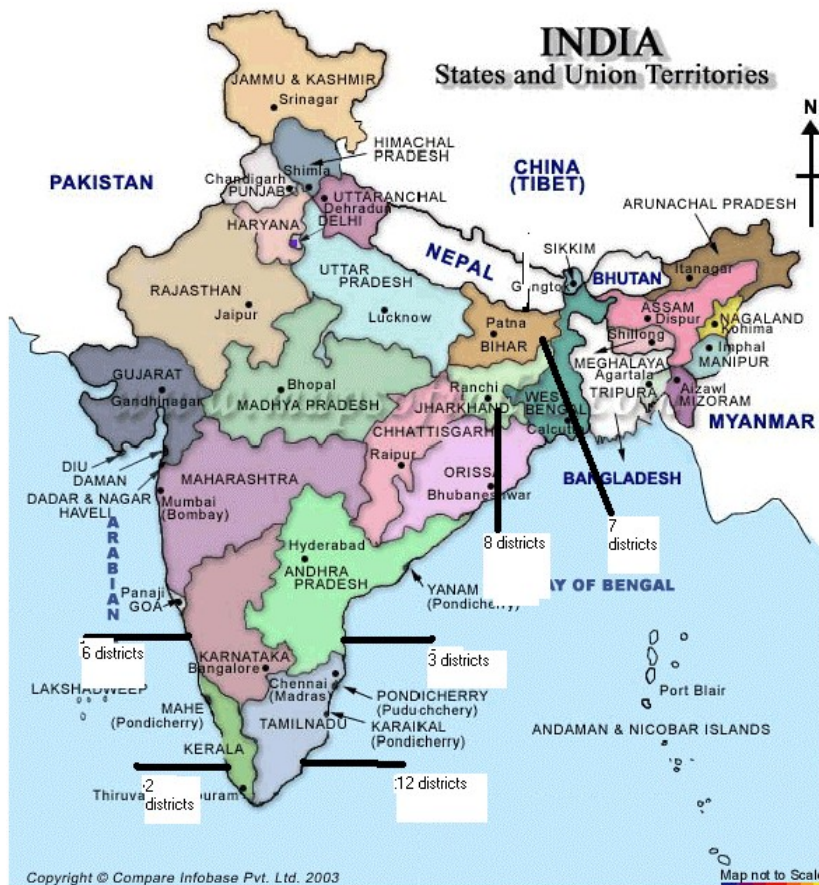 INDIA
States and Union Territories
N
JAMMU & KASHMIR
Srinagar
HIMACHAL
PRADESH
PAKISTAN
CHINA
(TIBET)
Chandigarh
Shimla
PUNJAB
UTTARANCHAL
Dehradun
ARUNACHAL PRADESH
HARYANA
DELHI
SIKKIM
NEPAL
BHUTAN
Itanagar
UTTAR
PRADESH
Gangtok
RAJASTHAN
Jaipur
Lucknow
Patna
BIHAR
ASSAM
Dispur
NAGALAND
Kohima
Shillong
Imphal
MEGHALAYA
MANIPUR
GUJARAT
Gandhinagar
Bhopal
MADHYA PRADESH
Ranchi
JHARKHAND
WEST
BENGAL
Calcutta
Agartala
TRIPURA
Aizawl
MIZORAM
MYANMAR
CHHATTISGARH
Raipur
DIU
DAMAN
DADAR & NAGAR
HAVELI
MAHARASHTRA
Mumbai
(Bombay)
ORISSA
Bhubaneshwar
BANGLADESH
ARABIAN
8 districts
7
districts
Hyderabad
ANDHRA
PRADESH
YANAM
(Pondicherry)
AY OF BENGAL
Panaji
GOA
6 districts
3
districts
KARNATAKA
Bangalore
Chennai
(Madras)
LAKSHADWEEP
MAHE
(Pondicherry)
PONDICHERRY
(Puduchchery)
KARAIKAL
(Pondicherry)
TAMILNADU
KERALA
Port Blair
ANDAMAN & NICOBAR ISLANDS
2
districts
12 districts
Thiruva
puram
Copyright © Compare Infobase Pvt. Ltd. 2003
Map not to Scale